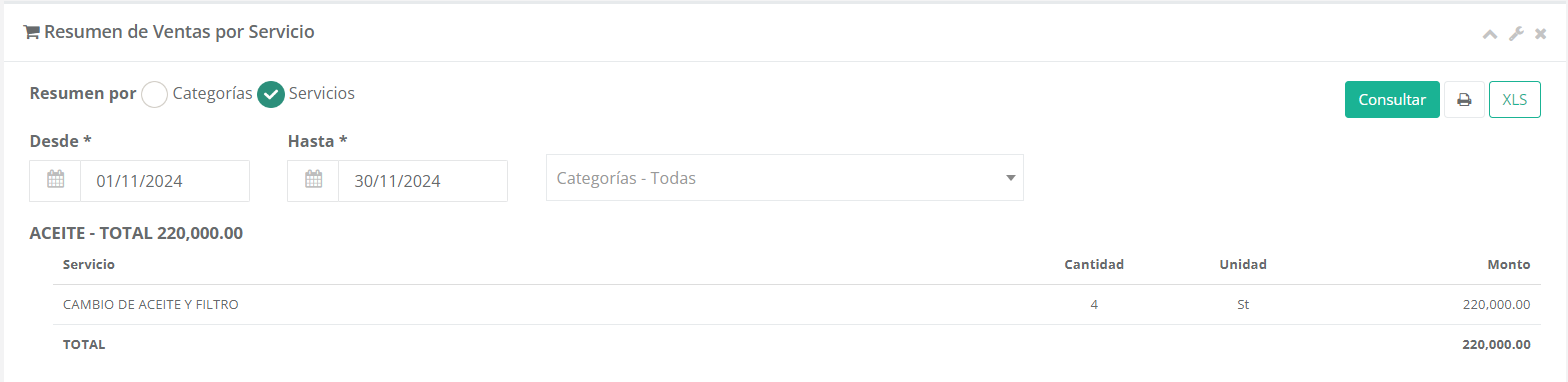 Resumen de Ventas por Servicio
Resumen por Categorías Servicios
Consultar XLS
Desde * Hasta *
01/11/2024 30/11/2024 Categorías - Todas
ACEITE - TOTAL 220,000.00
Servicio Cantidad Unidad Monto
CAMBIO DE ACEITE Y FILTRO 4 St 220,000.00
TOTAL 220,000.00